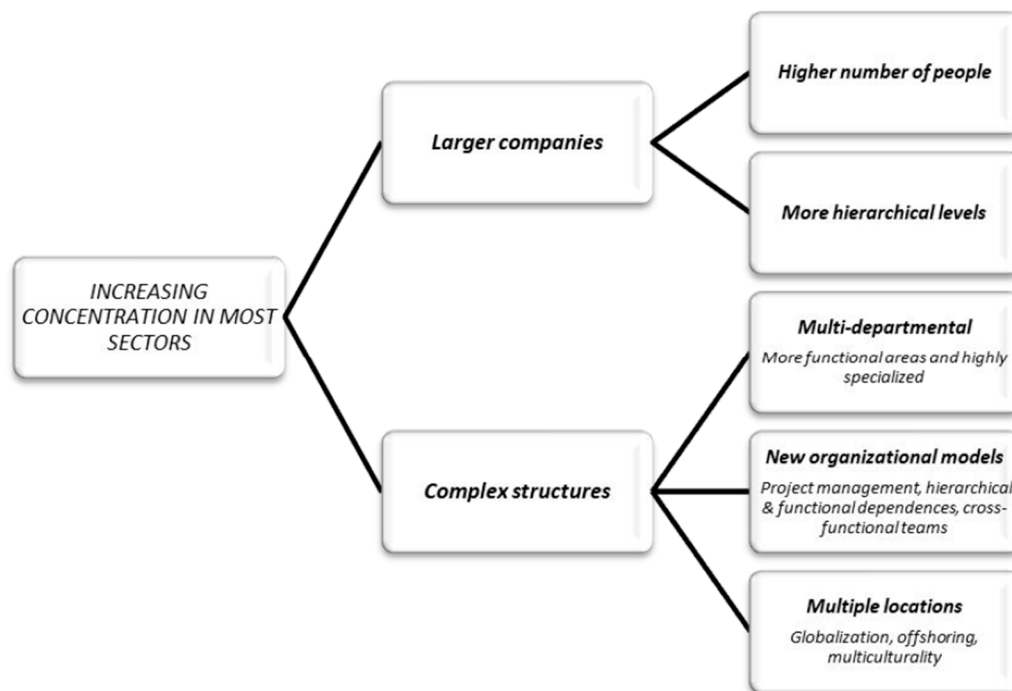 INCREASING
CONCENTRATION IN MOST
SECTORS
Larger companies
Higher number of people
More hierarchical levels
Complex structures
Multi-departmental
More functional areas and highly
specialized
New organizational models
Project management, hierarchical
& functional dependences, cross-
functional teams
Multiple locations
Globalization, offshoring,
multiculturality